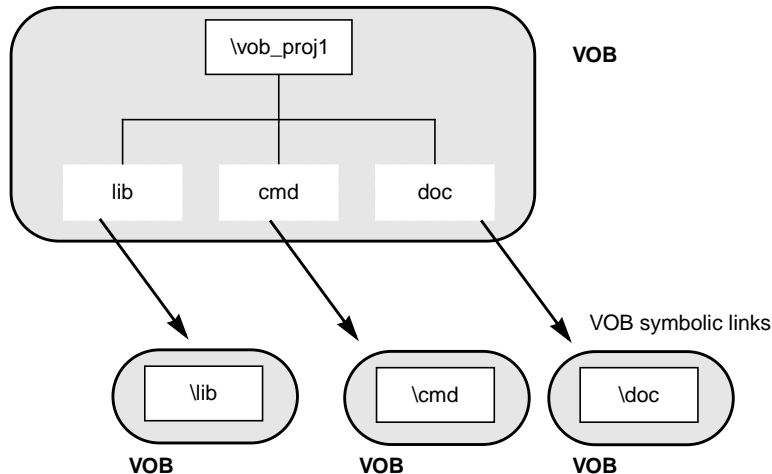 \vob_proj1
VOB
lib
cmd
doc
VOB symbolic links
\lib
\cmd
\doc
VOB
VOB
VOB